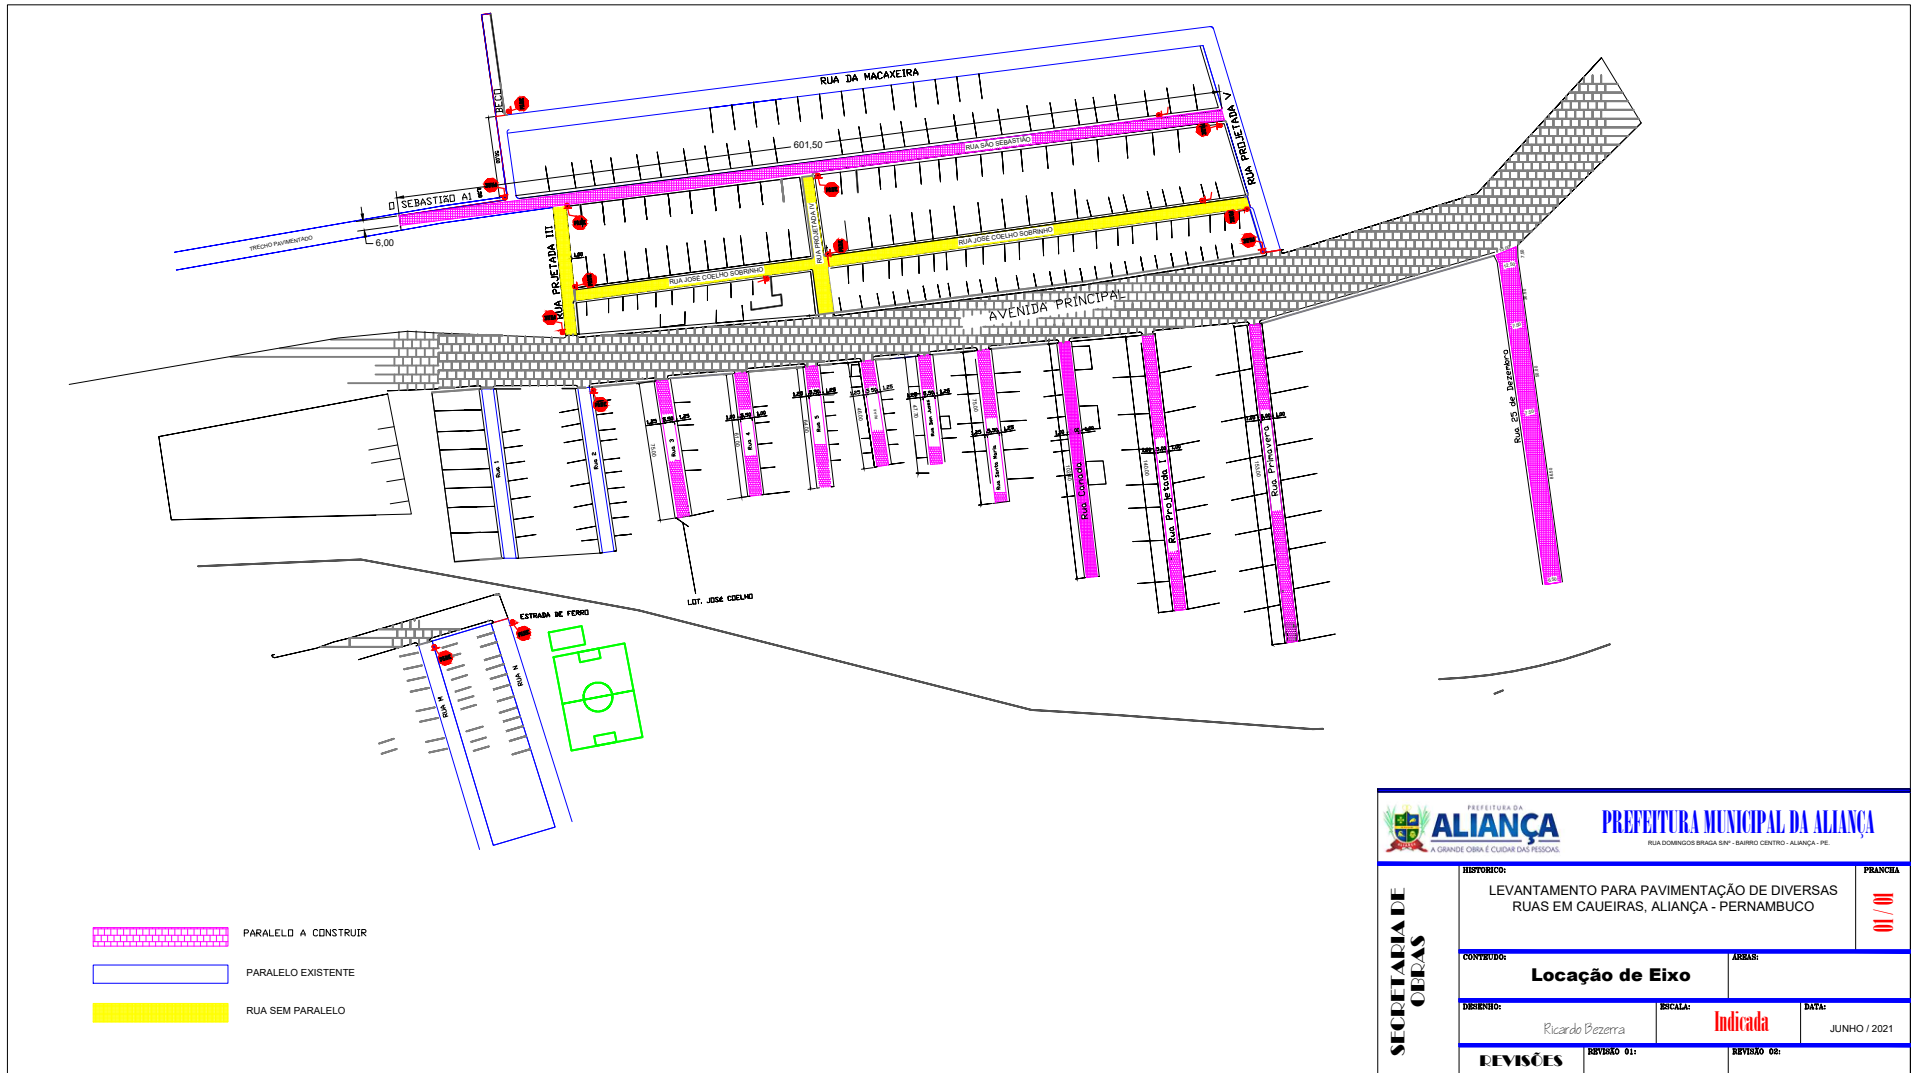 BECO
RUA DA MACAXEIRA
RUA PROJETADA V
601,50
RUA SÃO SEBASTIÃO
O SEBASTIÃO A1
6,00
TRECHO PAVIMENTADO
RUA PRJETADA III
RUA PROJETADA IV
RUA JOSÉ COELHO SOBRINHO
RUA JOSÉ COELHO SOBRINHO
AVENIDA PRINCIPAL
Rua 1
Rua 2
Rua 3
Rua 4
Rua 5
Rua Santa Maria
Rua Canada
Rua Projetada I
Rua Primavera
Rua 25 de Dezembro
LOT. JOSé COELHO
ESTRADA DE FERRO
RUA M
RUA N
PARALELO A CONSTRUIR
PARALELO EXISTENTE
RUA SEM PARALELO
PREFEITURA DA
ALIANÇA
A GRANDE OBRA É CUIDAR DAS PESSOAS.
PREFEITURA MUNICIPAL DA ALIANÇA
RUA DOMINGOS BRAGA S/Nº - BAIRRO CENTRO - ALIANÇA - PE.
SECRETARIA DE
OBRAS
HISTORICO:
LEVANTAMENTO PARA PAVIMENTAÇÃO DE DIVERSAS
RUAS EM CAUEIRAS, ALIANÇA - PERNAMBUCO
PRANCHA
01 / 01
CONTEUDO:
Locação de Eixo
AREAS:
DESENHO:
Ricardo Bezerra
ESCALA:
Indicada
DATA:
JUNHO / 2021
REVISÕES
REVISÃO 01:
REVISÃO 02: